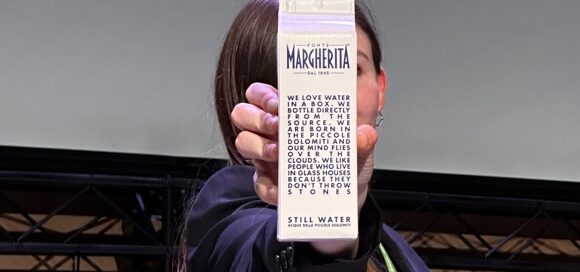 FONTE
MARGHERITA
DAL 1845
WE LOVE WATER
IN A BOX. WE
BOTTLE DIRECTLY
FROM THE
SOURCE. WE
ARE BORN IN
THE PICCOLE
DOLOMITI AND
OUR MIND FLIES
OVER THE
CLOUDS. WE LIKE
PEOPLE WHO LIVE
IN GLASS HOUSES
BECAUSE THEY
DON'T THROW
STONES
STILL WATER
ACQUE DELLE PICCOLE DOLOMITI